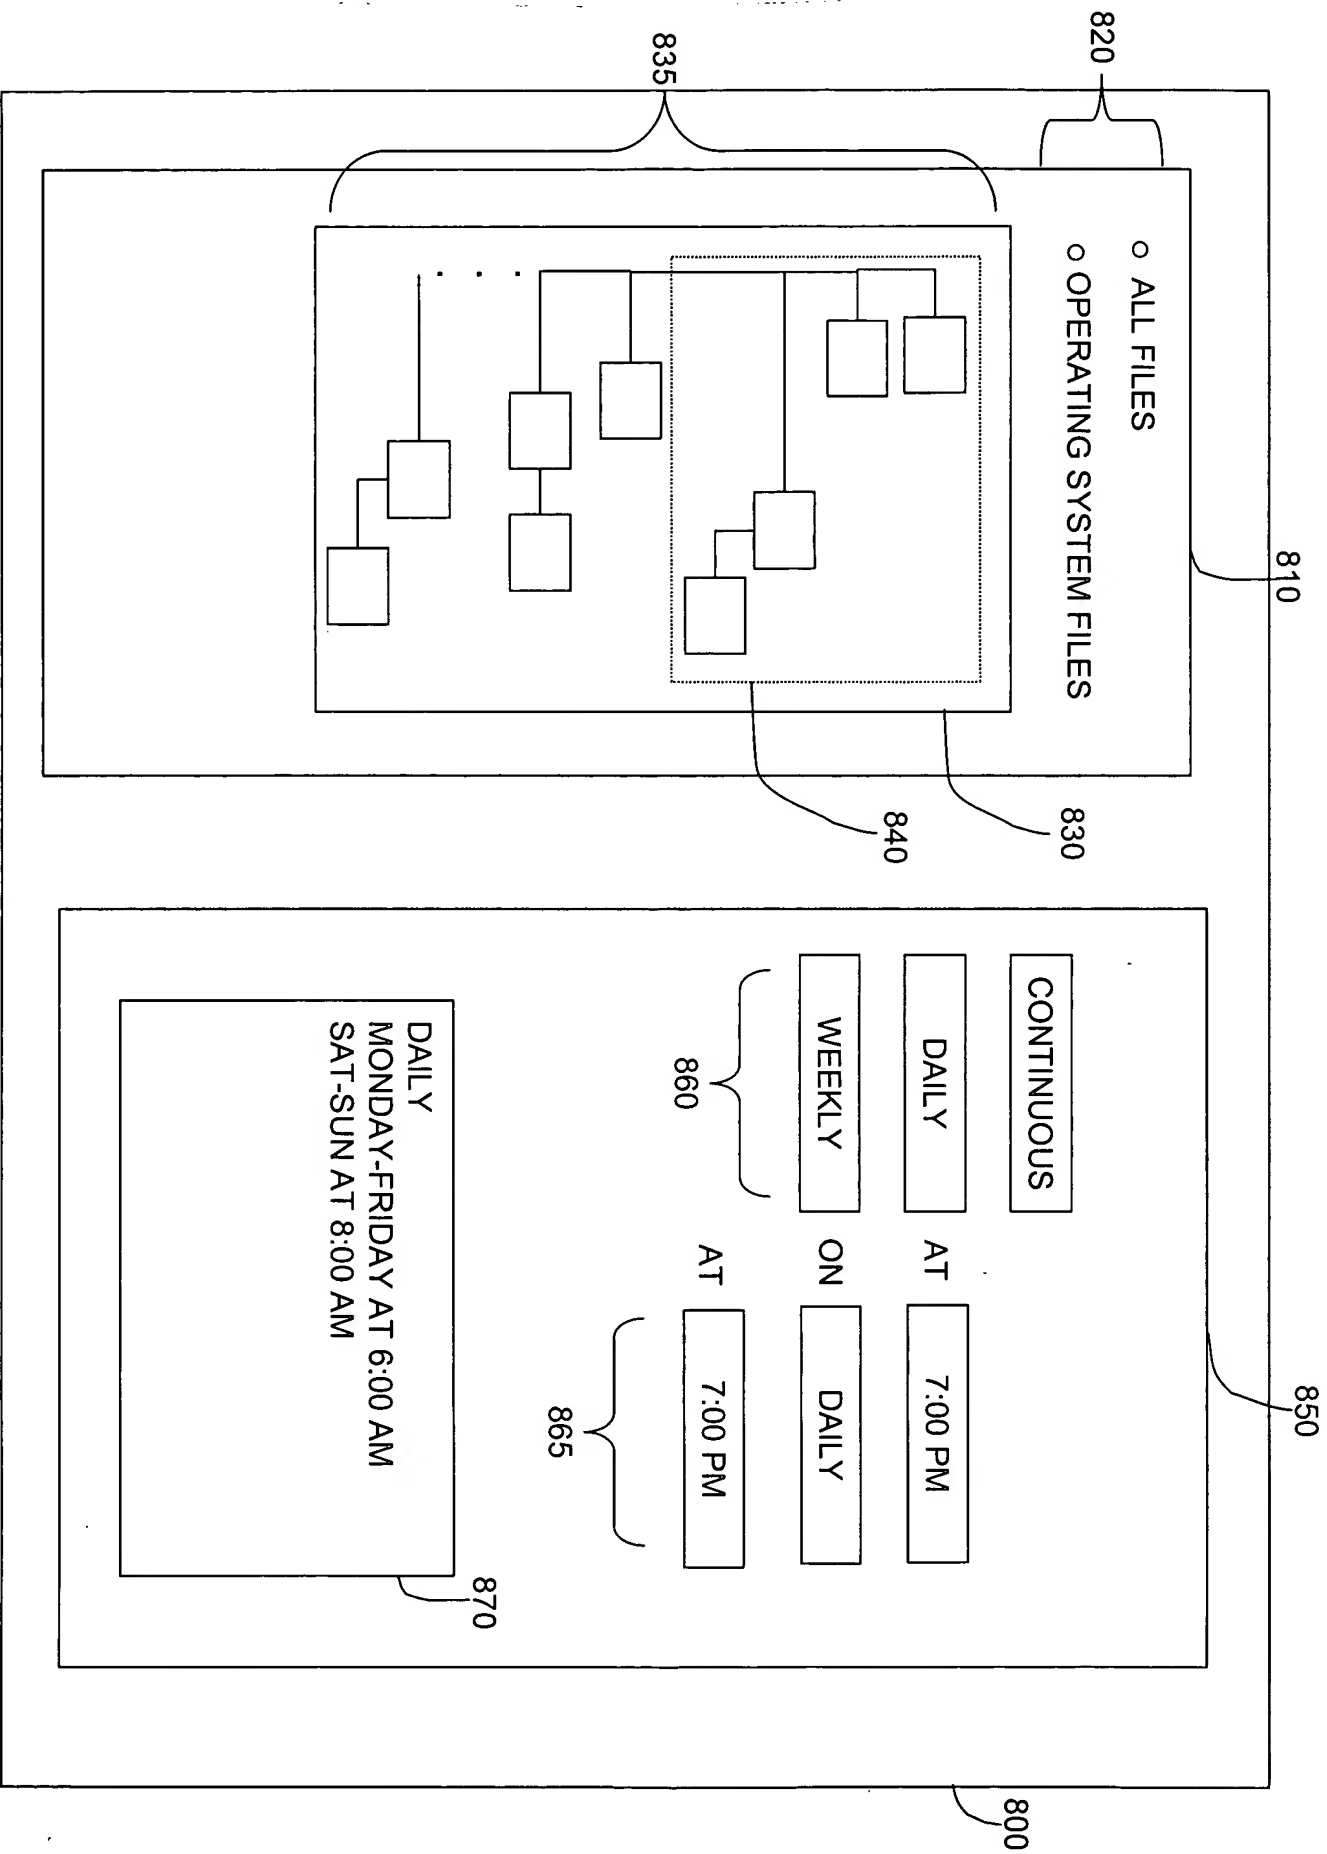 800
810
820
○ ALL FILES
○ OPERATING SYSTEM FILES
830
835
840
850
CONTINUOUS
DAILY AT 7:00 PM
WEEKLY ON DAILY
AT 7:00 PM
860
865
870
DAILY
MONDAY-FRIDAY AT 6:00 AM
SAT-SUN AT 8:00 AM